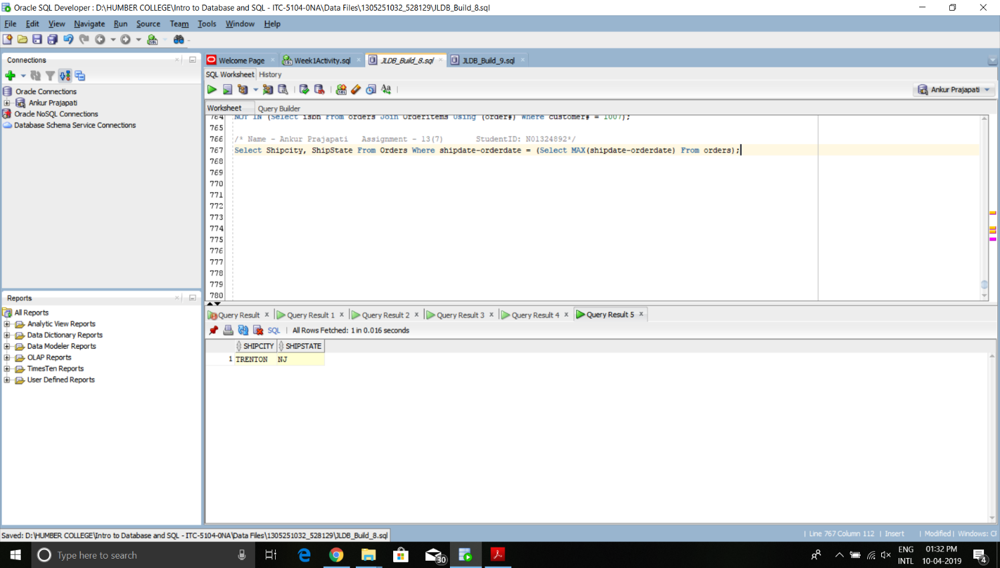 Oracle SQL Developer : D:\HUMBER COLLEGE\Intro to Database and SQL - ITC-5104-0NA\Data Files\1305251032_528129\JLDB_Build_8.sql
File Edit View Navigate Run Source Team Tools Window Help
Connections
Oracle Connections
Ankur Prajapati
Oracle NoSQL Connections
Database Schema Service Connections
Reports
All Reports
Analytic View Reports
Data Dictionary Reports
Data Modeler Reports
OLAP Reports
TimesTen Reports
User Defined Reports
Welcome Page Week1Activity.sql JLDB_Build_8.sql JLDB_Build_9.sql
SQL Worksheet History
Ankur Prajapati
Worksheet Query Builder
764 NOT IN (Select isbn From orders Join Orderitems Using (order#) Where customer# = 1007);
765
766 /* Name - Ankur Prajapati Assignment - 13(7) StudentID: N01324892*/
767 Select Shipcity, ShipState From Orders Where shipdate-orderdate = (Select MAX(shipdate-orderdate) From orders);
768
769
770
771
772
773
774
775
776
777
778
779
780
Query Result Query Result 1 Query Result 2 Query Result 3 Query Result 4 Query Result 5
SQL | All Rows Fetched: 1 in 0.016 seconds
SHIPCITY SHIPSTATE
1 TRENTON NJ
Saved: D:\HUMBER COLLEGE\Intro to Database and SQL - ITC-5104-0NA\Data Files\1305251032_528129\JLDB_Build_8.sql
| Line 767 Column 112 | Insert | Modified | Windows: CF
Type here to search
30
ENG
INTL
01:32 PM
10-04-2019
4